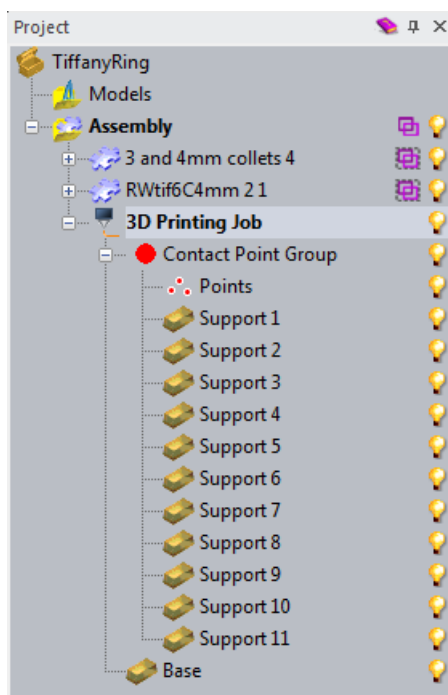 Project
TiffanyRing
Models
Assembly
3 and 4mm collets 4
RWtif6C4mm 2 1
3D Printing Job
Contact Point Group
Points
Support 1
Support 2
Support 3
Support 4
Support 5
Support 6
Support 7
Support 8
Support 9
Support 10
Support 11
Base